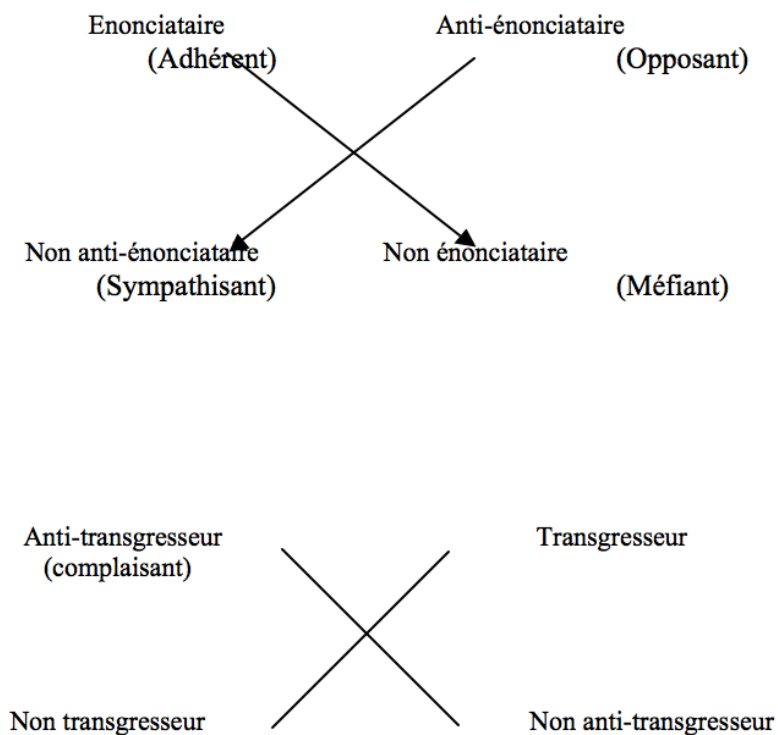 Enonciataire Anti-énonciataire
(Adhérent) (Opposant)
Non anti-énonciataire Non énonciataire
(Sympathisant) (Méfiant)
Anti-transgresseur Transgresseur
(complaisant)
Non transgresseur Non anti-transgresseur